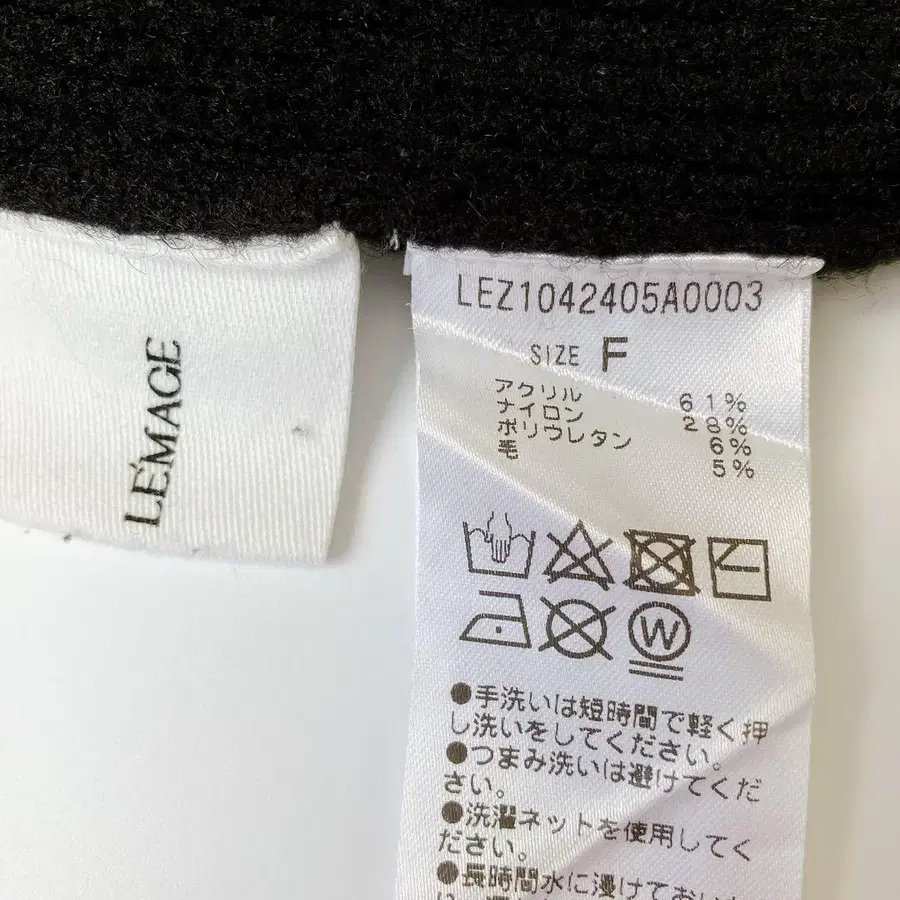 LÉMAGE
LEZ1042405A0003
SIZE F
アクリル 61%
ナイロン 28%
ポリウレタン 6%
毛 5%
W
●手洗いは短時間で軽く押
し洗いをしてください。
●つまみ洗いは避けてくだ
さい。
●洗濯ネットを使用してく
ださい。
●長時間水に浸けておいた